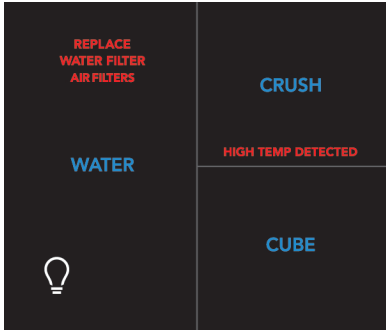 REPLACE
WATER FILTER
AIR FILTERS
WATER
CRUSH
HIGH TEMP DETECTED
CUBE